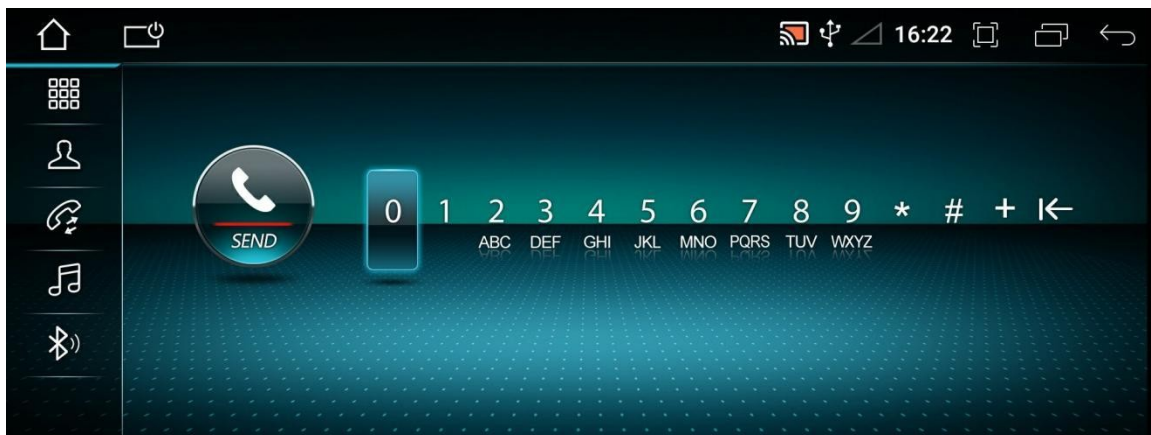 16:22
0 1 2 3 4 5 6 7 8 9 * # +
SEND ABC DEF GHI JKL MNO PQRS TUV WXYZ